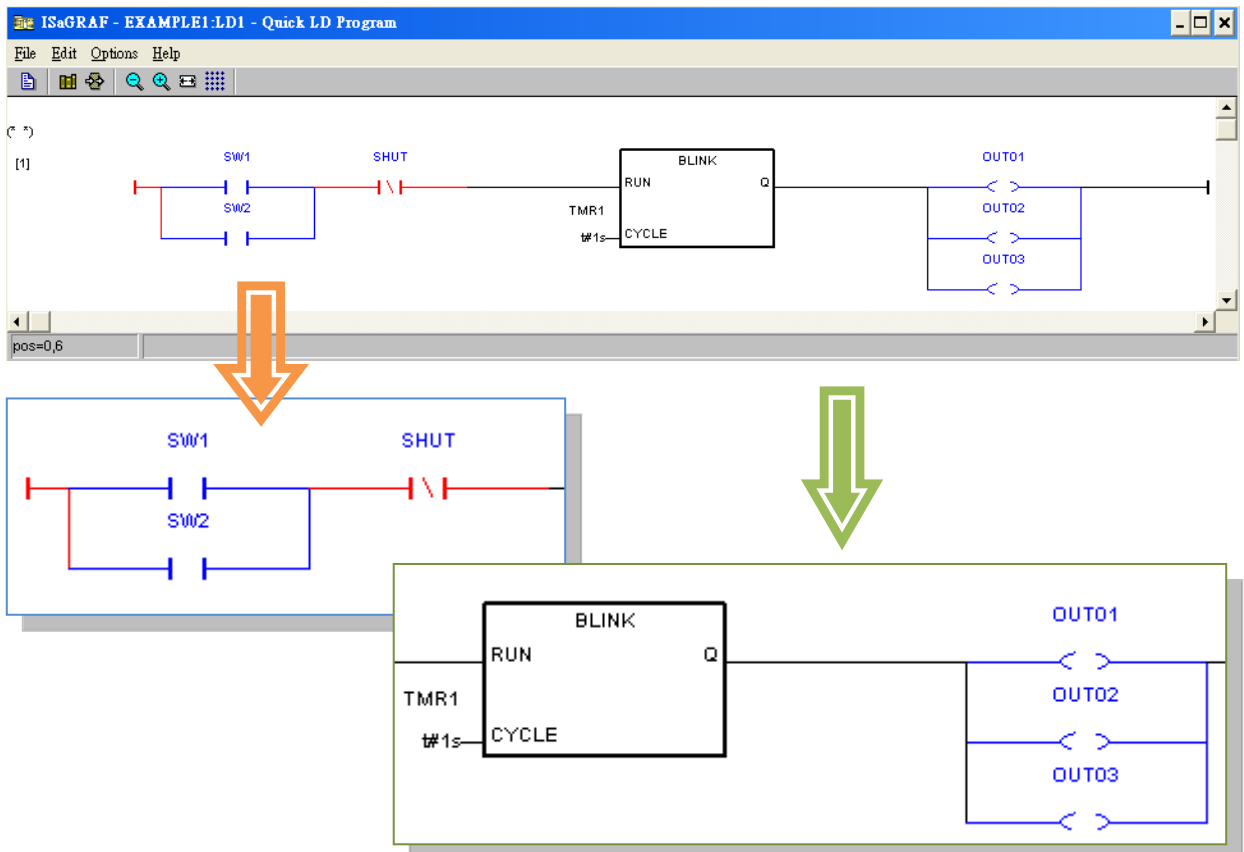 ISaGRAF - EXAMPLE1:LD1 - Quick LD Program
File Edit Options Help
(* *)
[1]
SW1 SHUT BLINK OUT01
RUN Q
SW2 TMR1 OUT02
t#1s CYCLE
OUT03
pos=0,6
SW1 SHUT
SW2
BLINK OUT01
RUN Q
TMR1 OUT02
t#1s CYCLE
OUT03